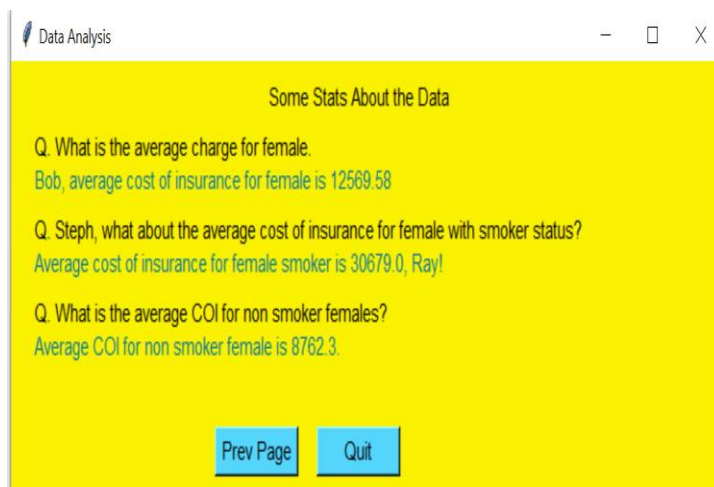 Data Analysis
Some Stats About the Data
Q. What is the average charge for female.
Bob, average cost of insurance for female is 12569.58
Q. Steph, what about the average cost of insurance for female with smoker status?
Average cost of insurance for female smoker is 30679.0, Ray!
Q. What is the average COI for non smoker females?
Average COI for non smoker female is 8762.3.
Prev Page Quit